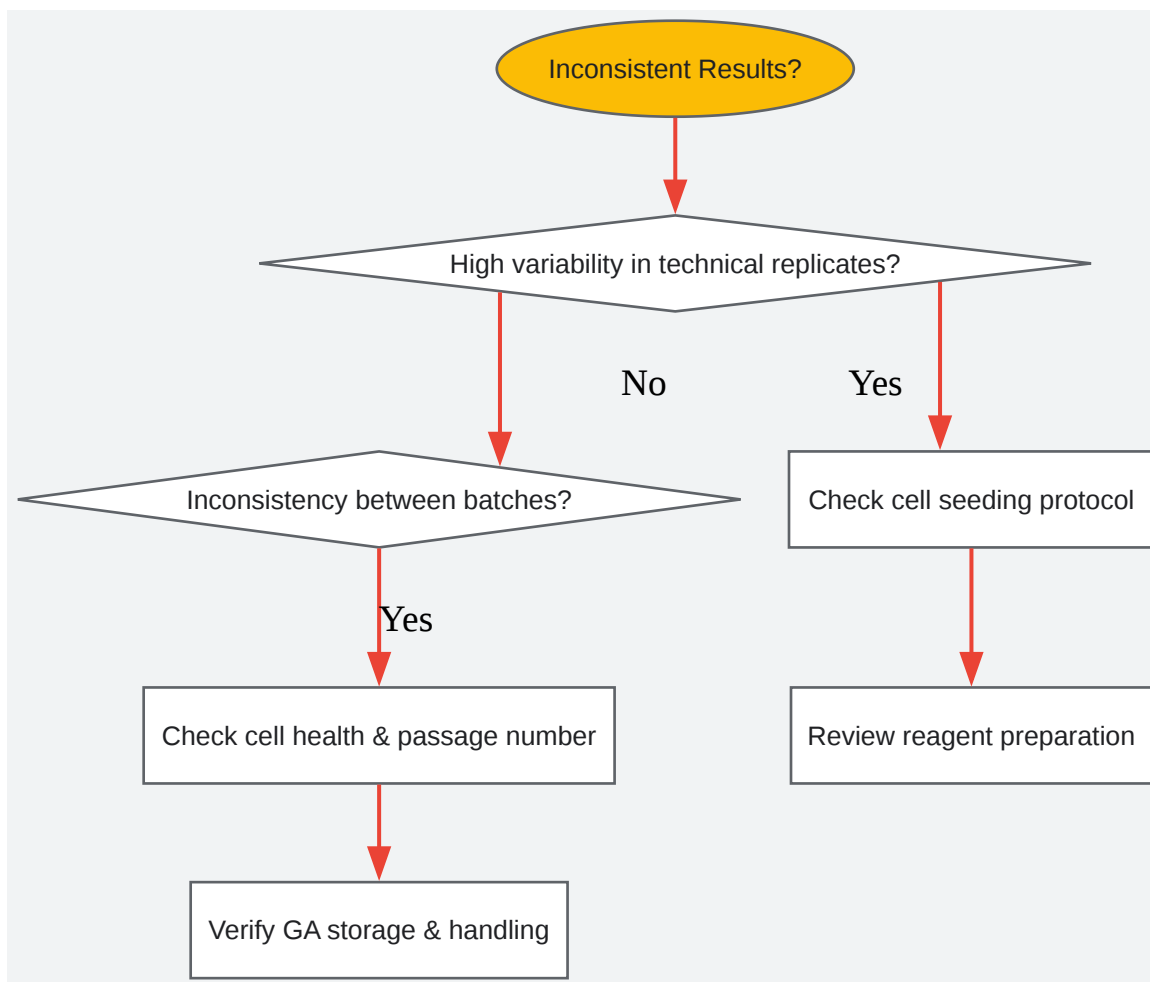 Inconsistent Results?
High variability in technical replicates?
No
Yes
Inconsistency between batches?
Check cell seeding protocol
Yes
Check cell health & passage number
Review reagent preparation
Verify GA storage & handling